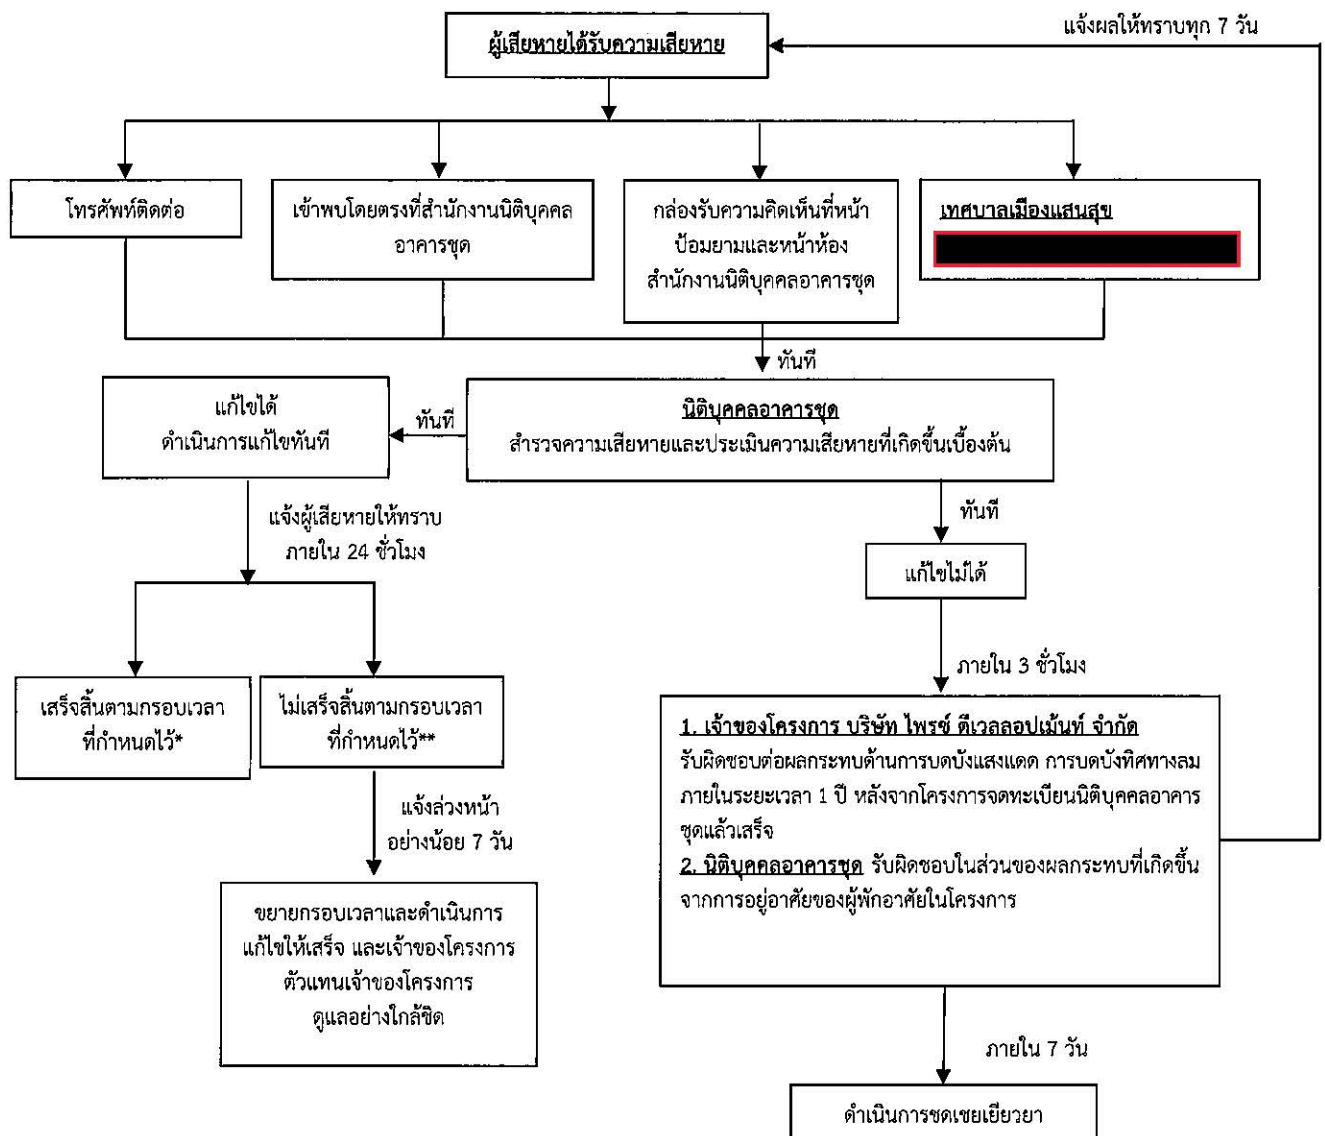 แจ้งผลให้ทราบทุก 7 วัน
ผู้เสียหายได้รับความเสียหาย
โทรศัพท์ติดต่อ
เข้าพบโดยตรงที่สำนักงานนิติบุคคล
อาคารชุด
กล่องรับความคิดเห็นที่หน้า
ป้อมยามและหน้าห้อง
สำนักงานนิติบุคคลอาคารชุด
เทศบาลเมืองแสนสุข
ทันที
นิติบุคคลอาคารชุด
สำรวจความเสียหายและประเมินความเสียหายที่เกิดขึ้นเบื้องต้น
ทันที
แก้ไขได้
ดำเนินการแก้ไขทันที
แจ้งผู้เสียหายให้ทราบ
ภายใน 24 ชั่วโมง
ทันที
แก้ไขไม่ได้
ภายใน 3 ชั่วโมง
เสร็จสิ้นตามกรอบเวลา
ที่กำหนดไว้*
ไม่เสร็จสิ้นตามกรอบเวลา
ที่กำหนดไว้**
แจ้งล่วงหน้า
อย่างน้อย 7 วัน
ขยายกรอบเวลาและดำเนินการ
แก้ไขให้เสร็จ และเจ้าของโครงการ
ตัวแทนเจ้าของโครงการ
ดูแลอย่างใกล้ชิด
1. เจ้าของโครงการ บริษัท ไพรซ์ ดีเวลลอปเม้นท์ จำกัด
รับผิดชอบต่อผลกระทบด้านการบดบังแสงแดด การบดบังทิศทางลม
ภายในระยะเวลา 1 ปี หลังจากโครงการจดทะเบียนนิติบุคคลอาคาร
ชุดแล้วเสร็จ
2. นิติบุคคลอาคารชุด รับผิดชอบในส่วนของผลกระทบที่เกิดขึ้น
จากการอยู่อาศัยของผู้พักอาศัยในโครงการ
ภายใน 7 วัน
ดำเนินการชดเชยเยียวยา